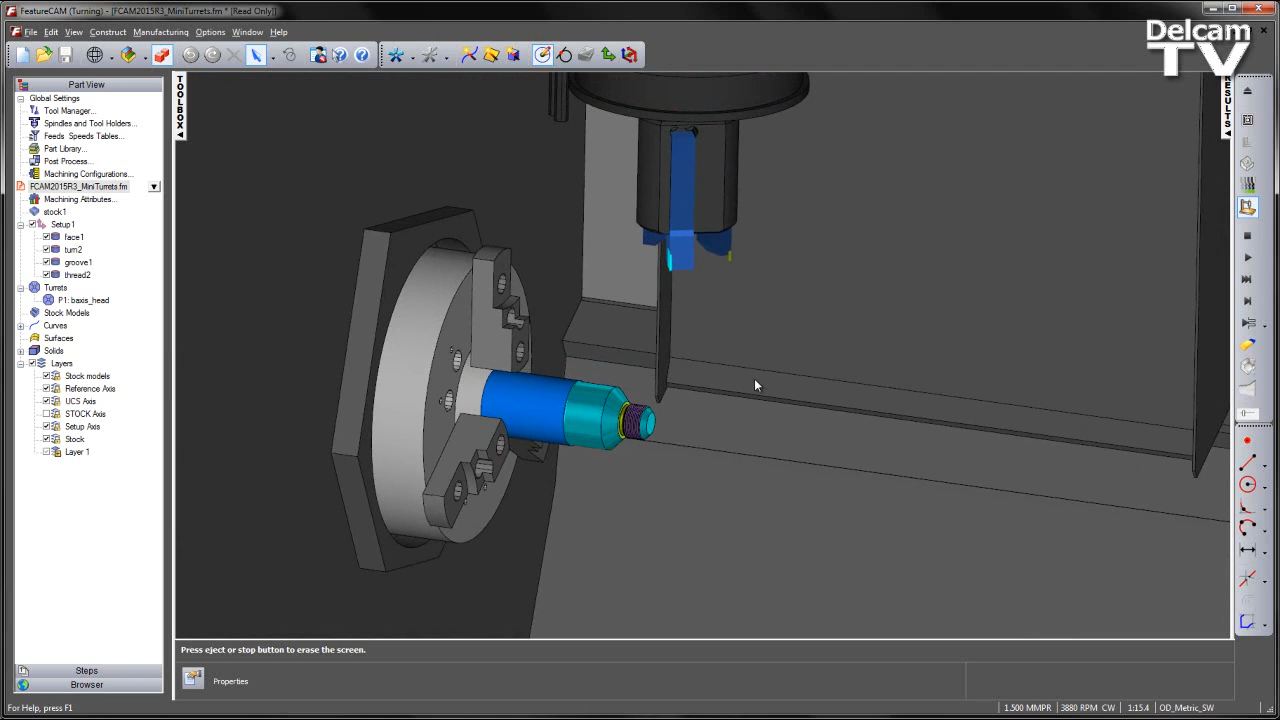 FeatureCAM (Turning) - [FCAM2015R3_MiniTurrets.fm * [Read Only]]
File Edit View Construct Manufacturing Options Window Help
Delcam
TV
Part View
Global Settings
Tool Manager...
Spindles and Tool Holders...
Feeds Speeds Tables...
Part Library...
Post Process...
Machining Configurations...
FCAM2015R3_MiniTurrets.fm
Machining Attributes...
stock1
Setup1
face1
turn2
groove1
thread2
Turrets
P1: baxis_head
Stock Models
Curves
Surfaces
Solids
Layers
Stock models
Reference Axis
UCS Axis
STOCK Axis
Setup Axis
Stock
Layer 1
Steps
Browser
TOOLBOX
RESULTS
Press eject or stop button to erase the screen.
Properties
For Help, press F1
1.500 MMPR 3880 RPM CW 1:15.4 OD_Metric_SW